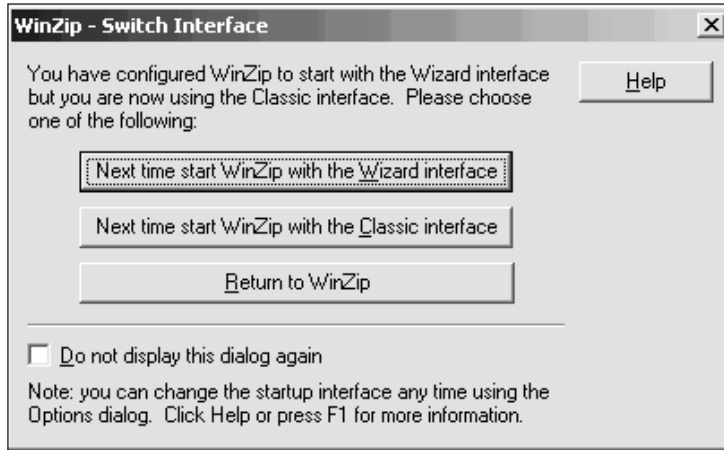 WinZip - Switch Interface
You have configured WinZip to start with the Wizard interface
but you are now using the Classic interface. Please choose
one of the following:
Help
Next time start WinZip with the Wizard interface
Next time start WinZip with the Classic interface
Return to WinZip
Do not display this dialog again
Note: you can change the startup interface any time using the
Options dialog. Click Help or press F1 for more information.